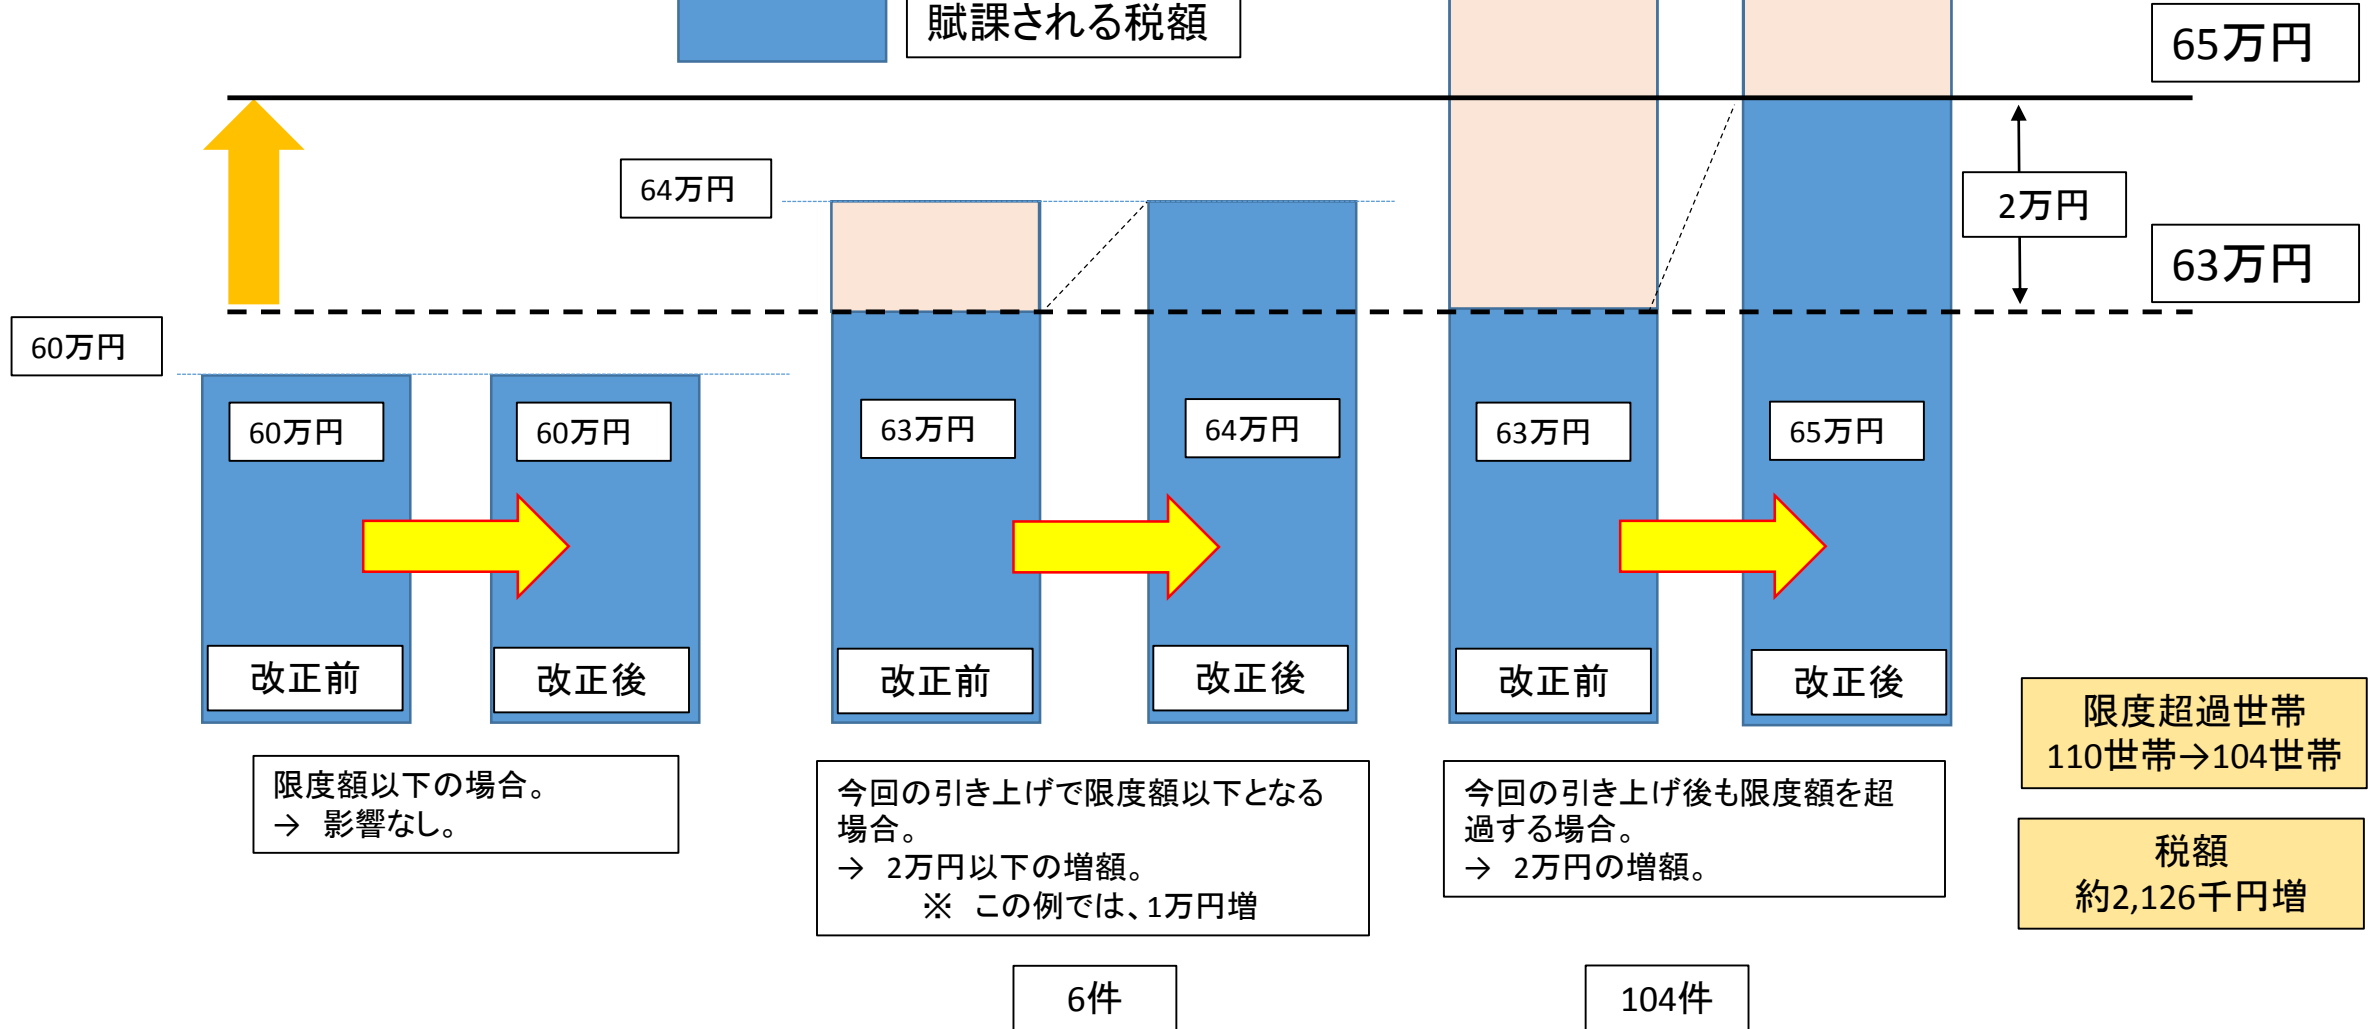 賦課される税額
65万円
64万円
2万円
63万円
60万円
60万円
60万円
63万円
64万円
63万円
65万円
改正前
改正後
改正前
改正後
改正前
改正後
限度額以下の場合。
→ 影響なし。
今回の引き上げで限度額以下となる
場合。
→ 2万円以下の増額。
※ この例では、1万円増
今回の引き上げ後も限度額を超
過する場合。
→ 2万円の増額。
限度超過世帯
110世帯→104世帯
税額
約2,126千円増
6件
104件